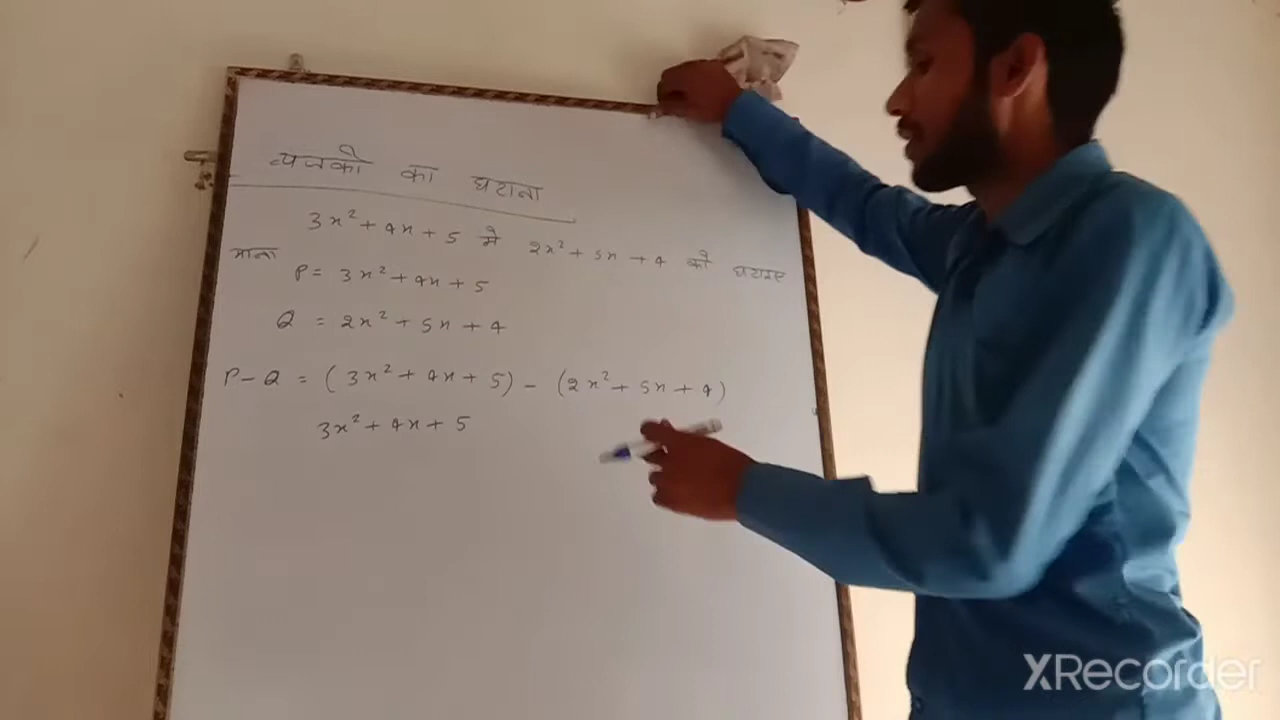 व्यजको का घटाना
3x² + 4x + 5 मे 2x² + 5x + 4 को घटाइए
माना P = 3x² + 4x + 5
Q = 2x² + 5x + 4
P - Q = (3x² + 4x + 5) - (2x² + 5x + 4)
3x² + 4x + 5
XRecorder